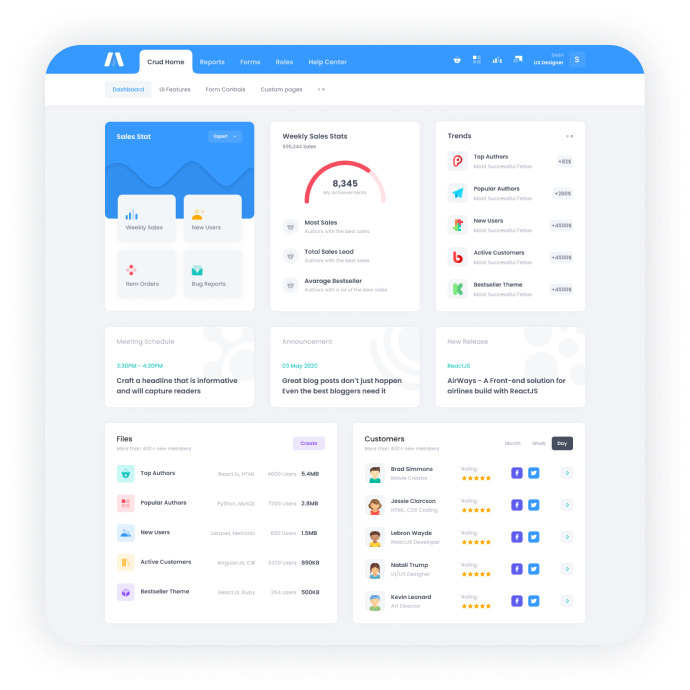 Crud Home
Reports
Forms
Roles
Help Center
Sean
UX Designer
S
Dashboard
UI Features
Form Controls
Custom pages
Sales Stat
Export
Weekly Sales
New Users
Item Orders
Bug Reports
Weekly Sales Stats
890,344 Sales
8,345
My Achievements
Most Sales
Authors with the best sales
Total Sales Lead
Authors with the best sales
Avarage Bestseller
Authors with a lot of the best salse
Trends
Top Authors
Most Successful Fellas
+82$
Popular Authors
Most Successful Fellas
+280$
New Users
Most Successful Fellas
+4500$
Active Customers
Most Successful Fellas
+4500$
Bestseller Theme
Most Successful Fellas
+4500$
Meeting Schedule
3:30PM - 4:20PM
Craft a headline that is informative
and will capture readers
Announcement
03 May 2020
Great blog posts don't just happen
Even the best bloggers need it
New Release
ReactJS
AirWays - A Front-end solution for
airlines build with ReactJS
Files
More than 400+ new members
Create
Top Authors
ReactJs, HTML
4600 Users
5.4MB
Popular Authors
Python, MySQL
7200 Users
2.8MB
New Users
Laravel, Metronic
890 Users
1.5MB
Active Customers
AngularJS, C#
6370 Users
890KB
Bestseller Theme
ReactJS, Ruby
354 Users
500KB
Customers
More than 400+ new members
Month
Week
Day
Brad Simmons
Movie Creator
Rating
Jessie Clarcson
HTML, CSS Coding
Rating
Lebron Wayde
ReactJS Developer
Rating
Natali Trump
UI/UX Designer
Rating
Kevin Leonard
Art Director
Rating